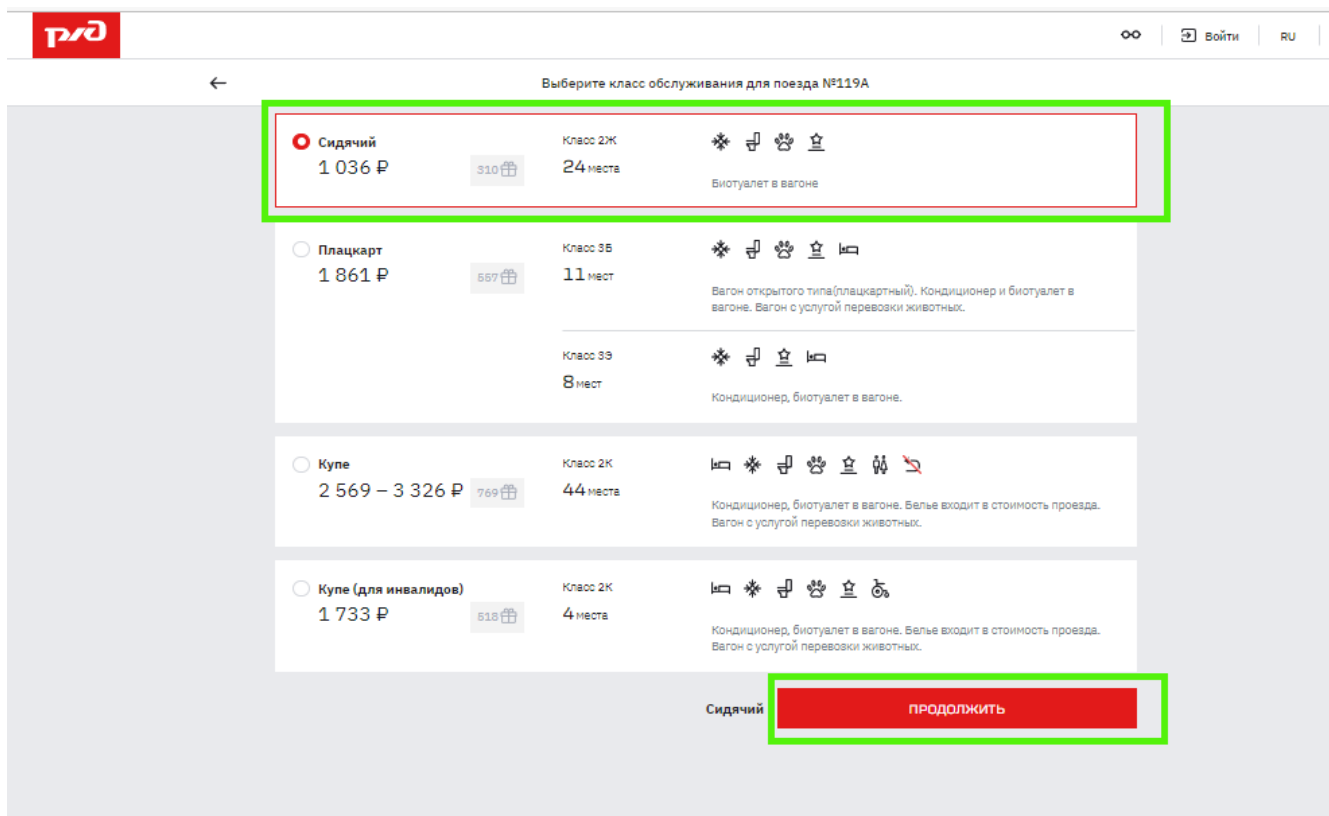 ржд
Войти
RU
Выберите класс обслуживания для поезда №119А
Сидячий
1 036 ₽
310
Класс 2Ж
24 места
Биотуалет в вагоне
Плацкарт
1 861 ₽
557
Класс 3Б
11 мест
Вагон открытого типа(плацкартный). Кондиционер и биотуалет в
вагоне. Вагон с услугой перевозки животных.
Класс 3Э
8 мест
Кондиционер, биотуалет в вагоне.
Купе
2 569 – 3 326 ₽
769
Класс 2К
44 места
Кондиционер, биотуалет в вагоне. Белье входит в стоимость проезда.
Вагон с услугой перевозки животных.
Купе (для инвалидов)
1 733 ₽
518
Класс 2К
4 места
Кондиционер, биотуалет в вагоне. Белье входит в стоимость проезда.
Вагон с услугой перевозки животных.
Сидячий
ПРОДОЛЖИТЬ